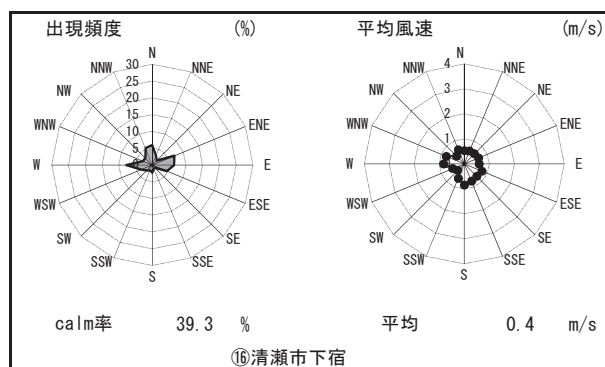 出現頻度 (%) 平均風速 (m/s)
N N
NNW 30 NNE NNW 4 NNE
25
NW 20 NE NW 3 NE
15
WNW 10 ENE WNW 2 ENE
5 1
W 0 E W 0 E
WSW ESE WSW ESE
SW SE SW SE
SSW SSE SSW SSE
S S
calm率 39.3 % 平均 0.4 m/s
⑯清瀬市下宿